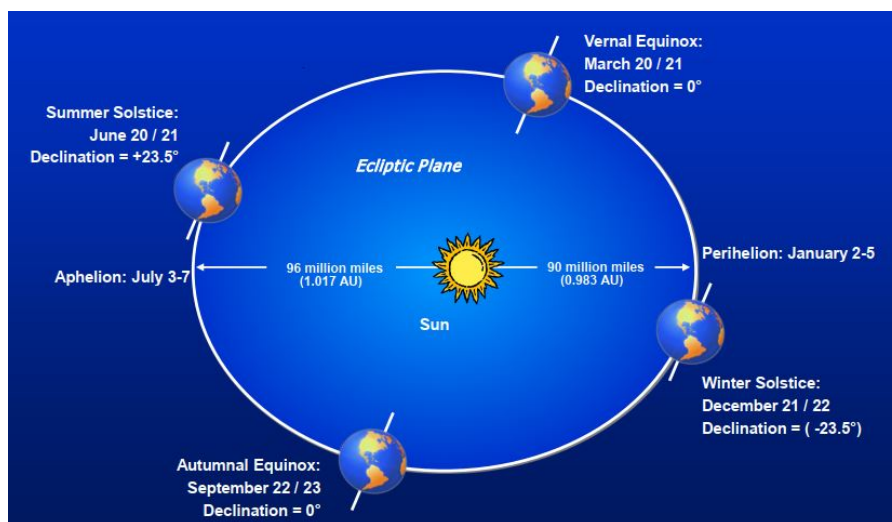 Vernal Equinox:
March 20 / 21
Declination = 0°
Summer Solstice:
June 20 / 21
Declination = +23.5°
Ecliptic Plane
Aphelion: July 3-7
96 million miles
(1.017 AU)
90 million miles
(0.983 AU)
Perihelion: January 2-5
Sun
Winter Solstice:
December 21 / 22
Declination = ( -23.5°)
Autumnal Equinox:
September 22 / 23
Declination = 0°